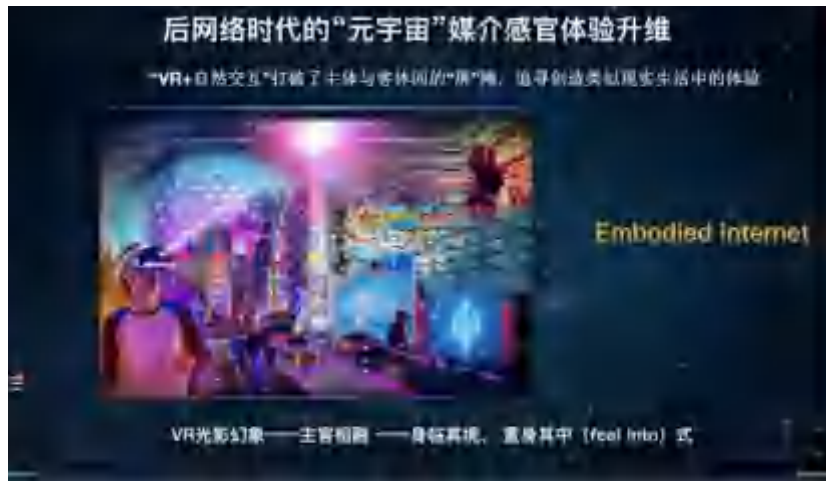 后网络时代的“元宇宙”媒介感官体验升维
“VR+自然交互”打破了主体与客体间的“屏”障，追寻创造类似现实生活中的体验
Embodied Internet
VR光影幻象——主客相融——身临其境、置身其中（feel into）式